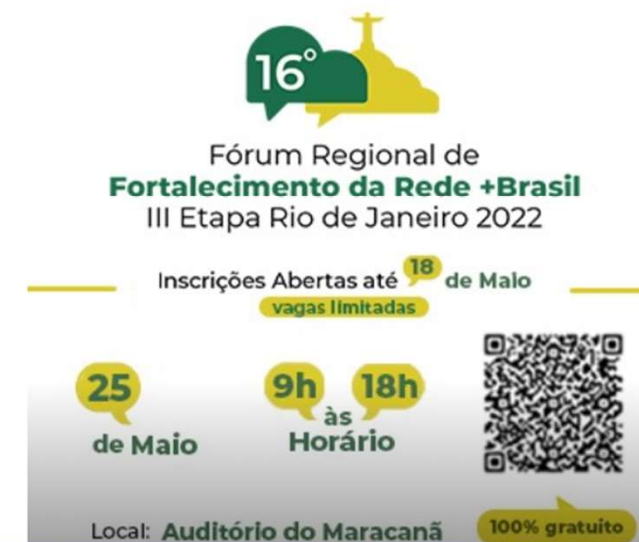 16°
Fórum Regional de
Fortalecimento da Rede +Brasil
III Etapa Rio de Janeiro 2022
Inscrições Abertas até 18 de Maio
vagas limitadas
25
de Maio
9h às 18h
Horário
Local: Auditório do Maracanã
100% gratuito